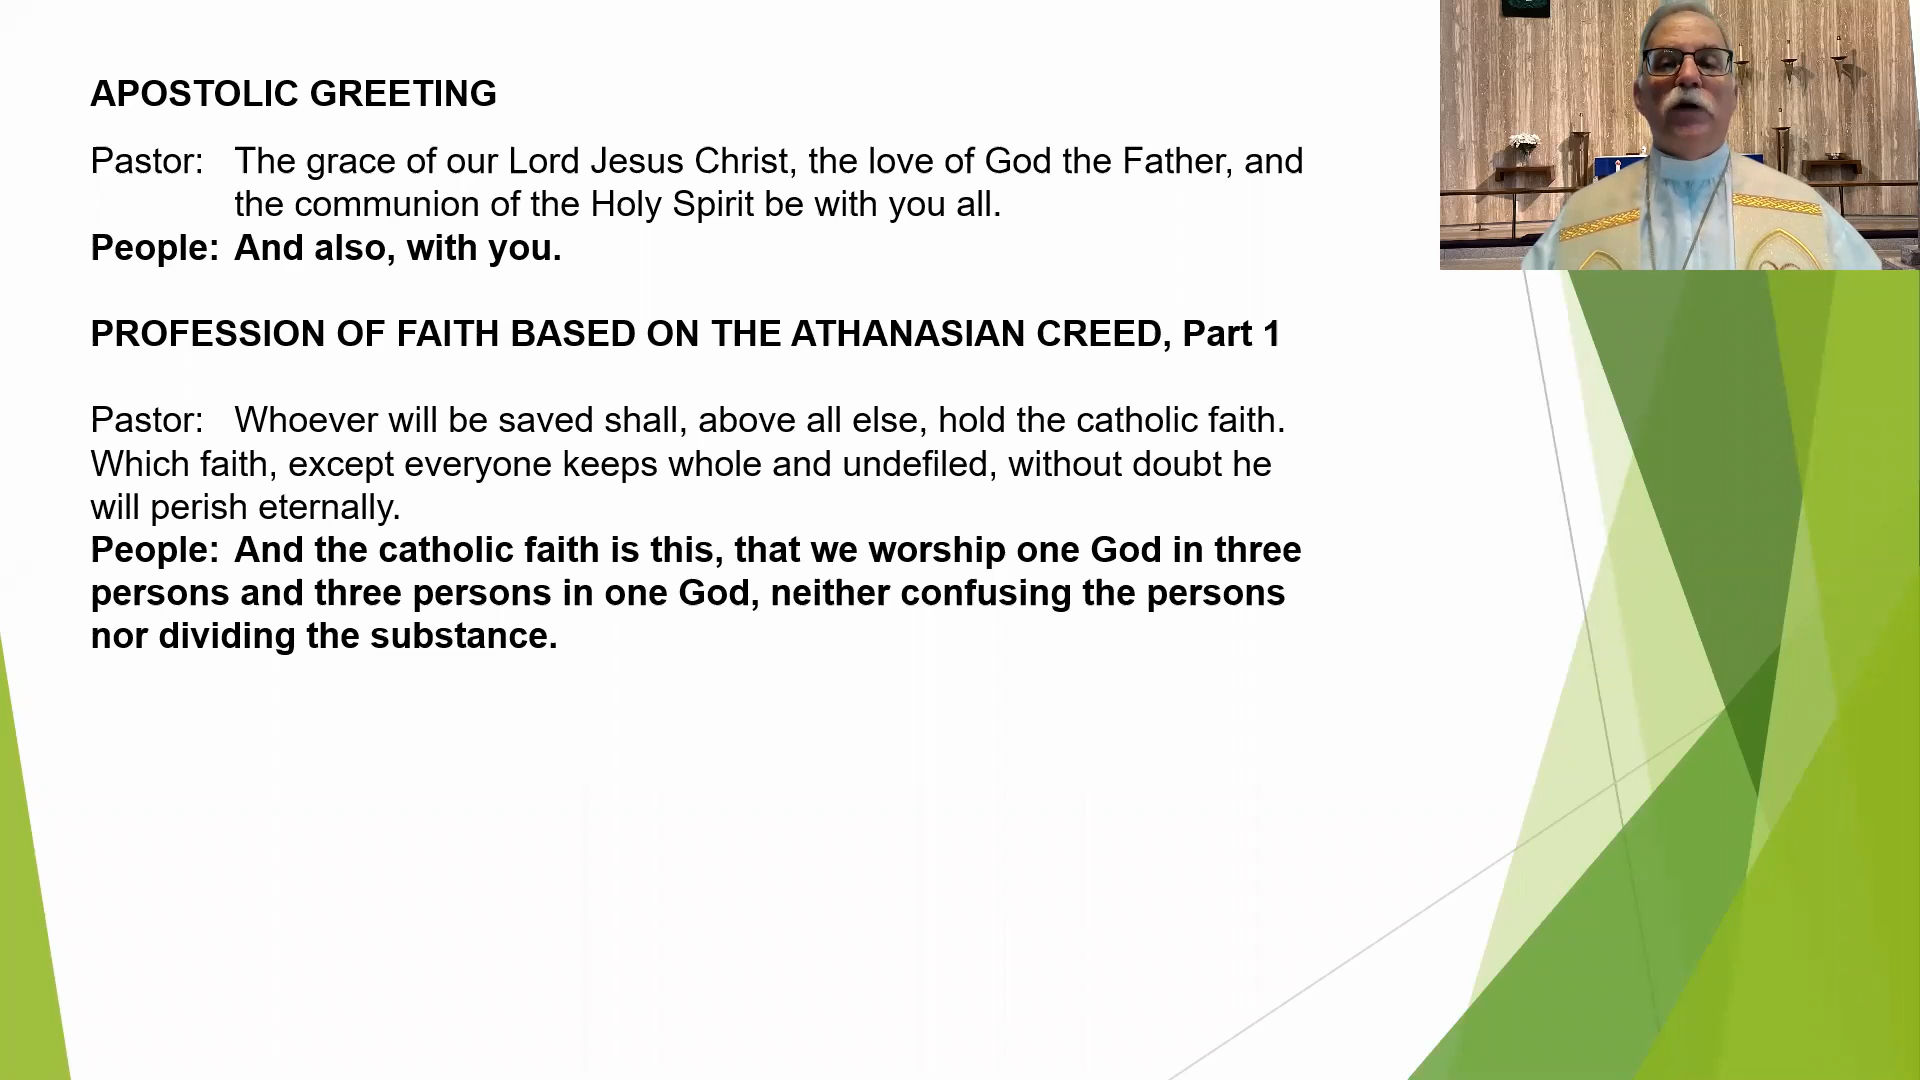 APOSTOLIC GREETING
Pastor: The grace of our Lord Jesus Christ, the love of God the Father, and
the communion of the Holy Spirit be with you all.
People: And also, with you.
PROFESSION OF FAITH BASED ON THE ATHANASIAN CREED, Part 1
Pastor: Whoever will be saved shall, above all else, hold the catholic faith.
Which faith, except everyone keeps whole and undefiled, without doubt he
will perish eternally.
People: And the catholic faith is this, that we worship one God in three
persons and three persons in one God, neither confusing the persons
nor dividing the substance.